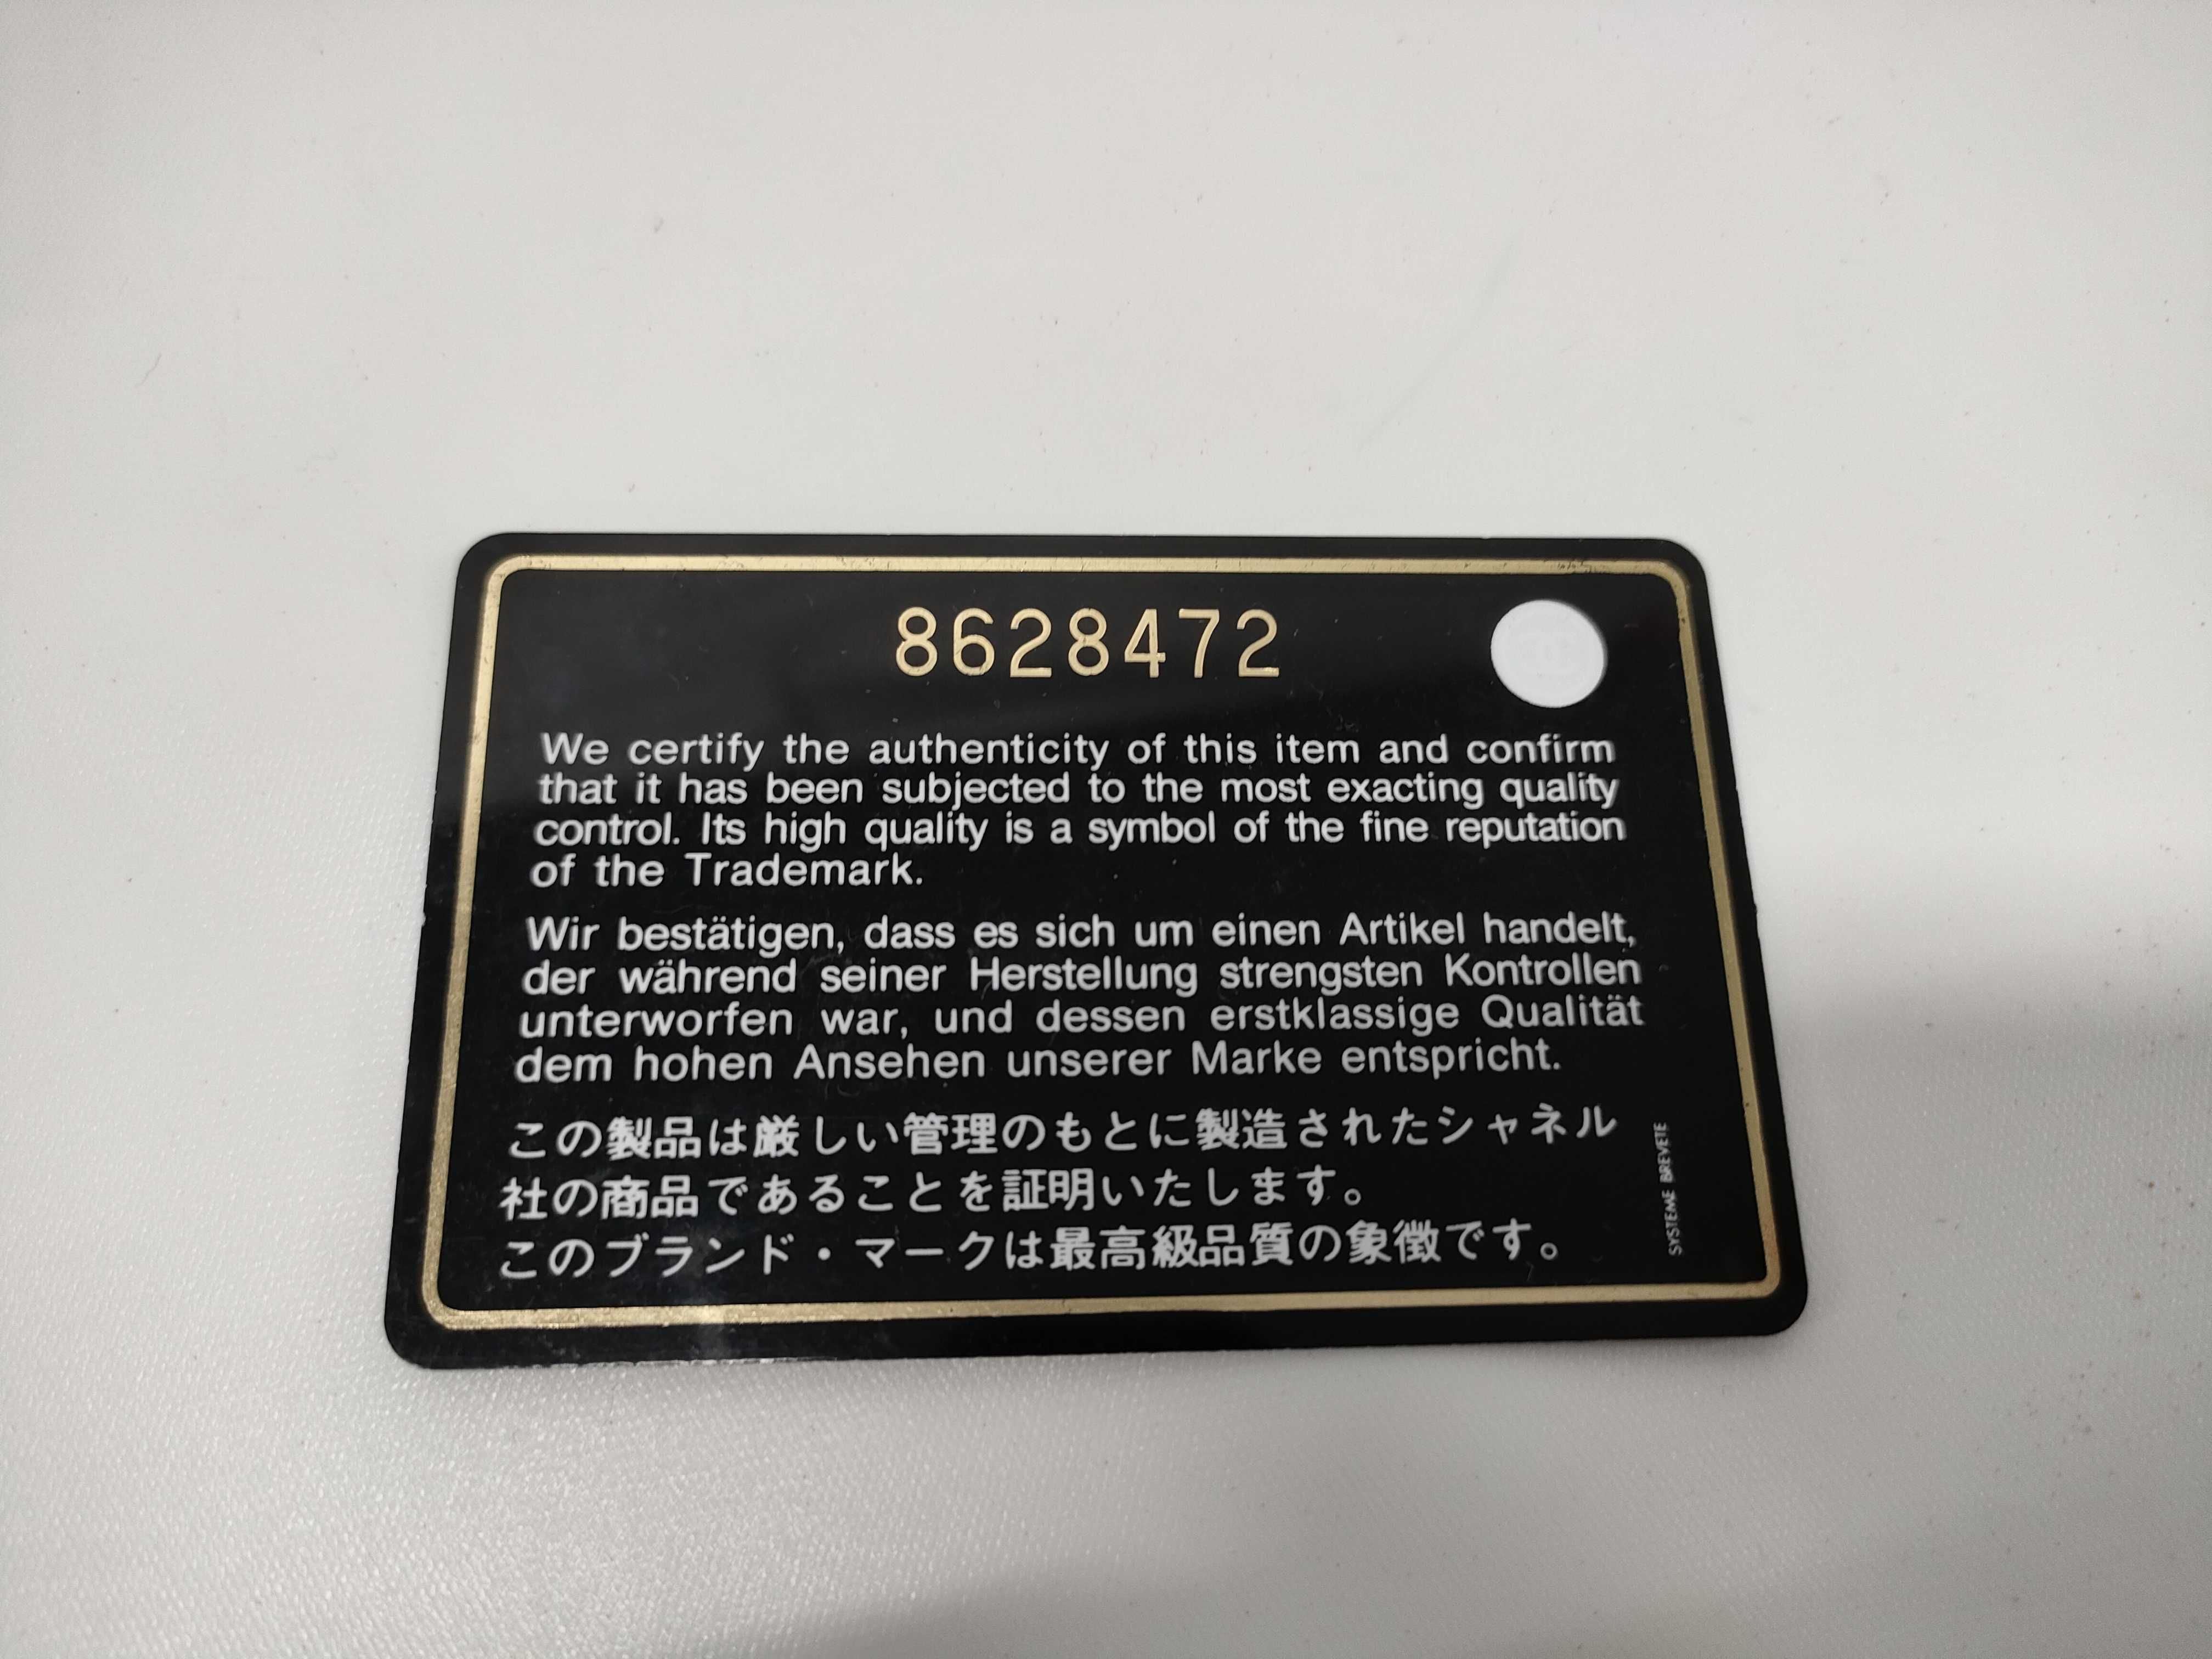 8628472
We certify the authenticity of this item and confirm
that it has been subjected to the most exacting quality
control. Its high quality is a symbol of the fine reputation
of the Trademark.
Wir bestätigen, dass es sich um einen Artikel handelt,
der während seiner Herstellung strengsten Kontrollen
unterworfen war, und dessen erstklassige Qualität
dem hohen Ansehen unserer Marke entspricht.
この製品は厳しい管理のもとに製造されたシャネル
社の商品であることを証明いたします。
このブランド・マークは最高級品質の象徴です。
SYSTEME BREVETE